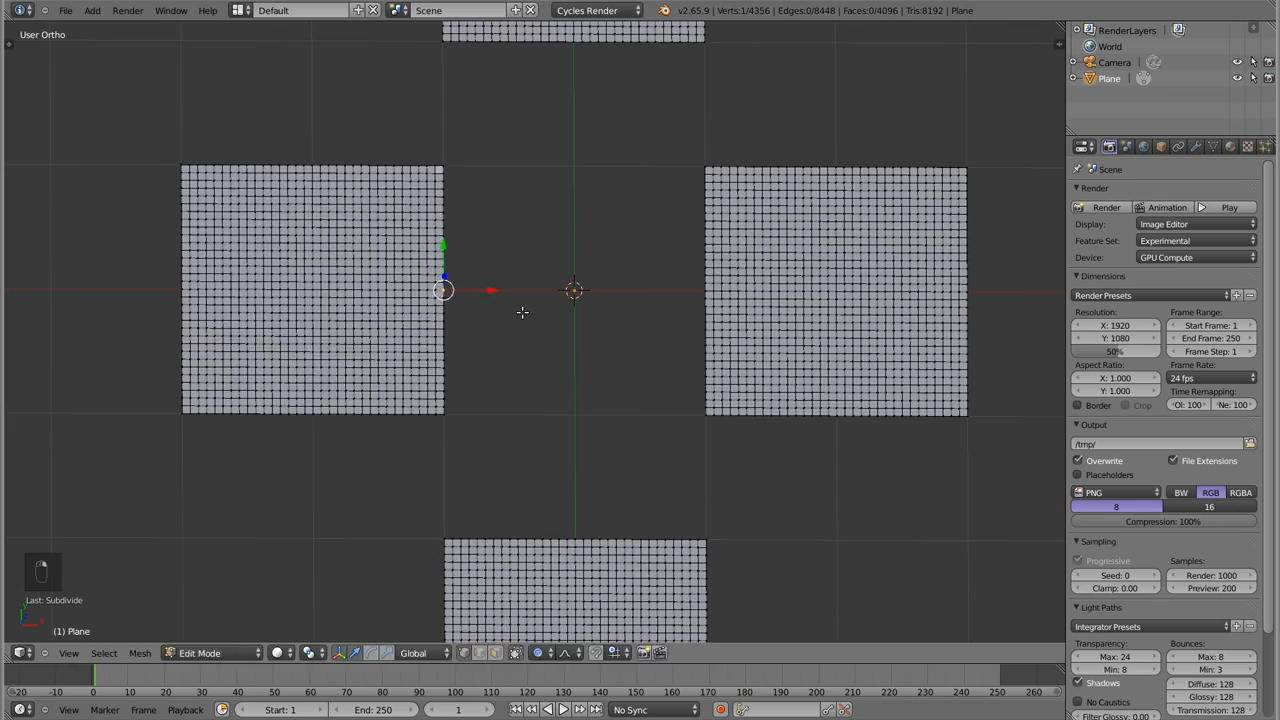 File Add Render Window Help Default Scene Cycles Render v2.65.9 | Verts:1/4356 | Edges:0/8448 | Faces:0/4096 | Tris:8192 | Plane
User Ortho
RenderLayers
World
Camera
Plane
Scene
Render
Render Animation Play
Display: Image Editor
Feature Set: Experimental
Device: GPU Compute
Dimensions
Render Presets
Resolution: Frame Range:
X: 1920 Start Frame: 1
Y: 1080 End Frame: 250
50% Frame Step: 1
Aspect Ratio: Frame Rate:
X: 1.000 24 fps
Y: 1.000 Time Remapping:
Border Crop Ol: 100 Ne: 100
Output
/tmp/
Overwrite File Extensions
Placeholders
PNG BW RGB RGBA
8 16
Compression: 100%
Sampling
Progressive Samples:
Seed: 0 Render: 1000
Clamp: 0.00 Preview: 200
Light Paths
Integrator Presets
Transparency: Bounces:
Max: 24 Max: 8
Min: 8 Min: 3
Shadows Diffuse: 128
Glossy: 128
No Caustics Transmission: 128
Filter Glossy: 0.00
Last: Subdivide
y
x
(1) Plane
View Select Mesh Edit Mode Global
-20 -10 0 10 20 30 40 50 60 70 80 90 100 110 120 130 140 150 160 170 180 190 200 210 220 230 240 250 260
View Marker Frame Playback Start: 1 End: 250 1 No Sync